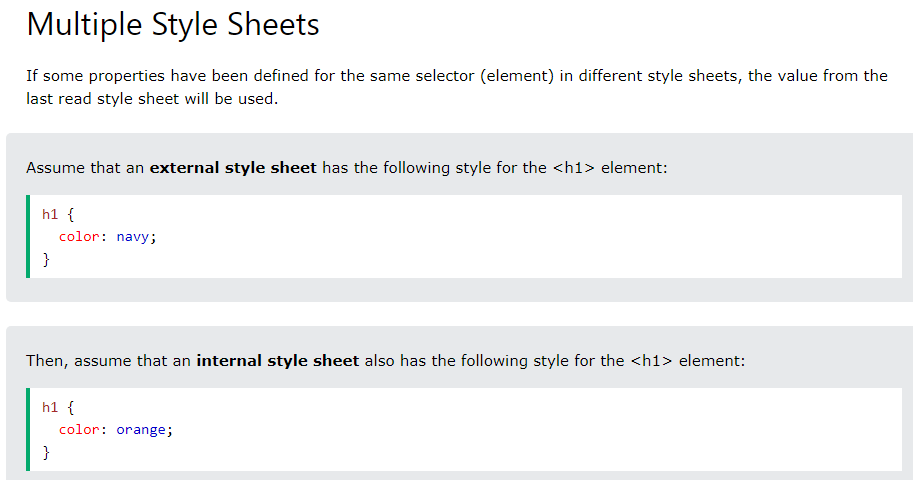 Multiple Style Sheets
If some properties have been defined for the same selector (element) in different style sheets, the value from the
last read style sheet will be used.
Assume that an external style sheet has the following style for the <h1> element:
h1 {
  color: navy;
}
Then, assume that an internal style sheet also has the following style for the <h1> element:
h1 {
  color: orange;
}